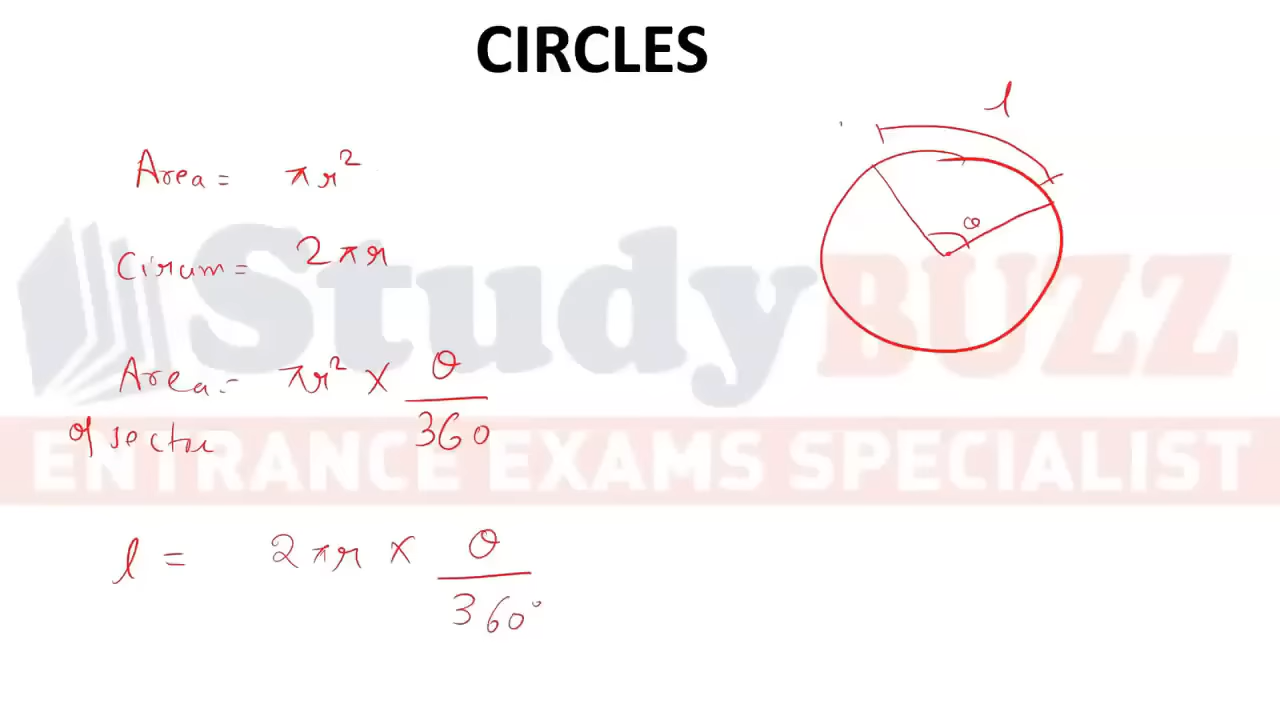 CIRCLES
l
Area = πr²
θ
Circum = 2πr
StudyBUZZ
Area = πr² × θ/360
of sector
ENTRANCE EXAMS SPECIALIST
l = 2πr × θ/360°